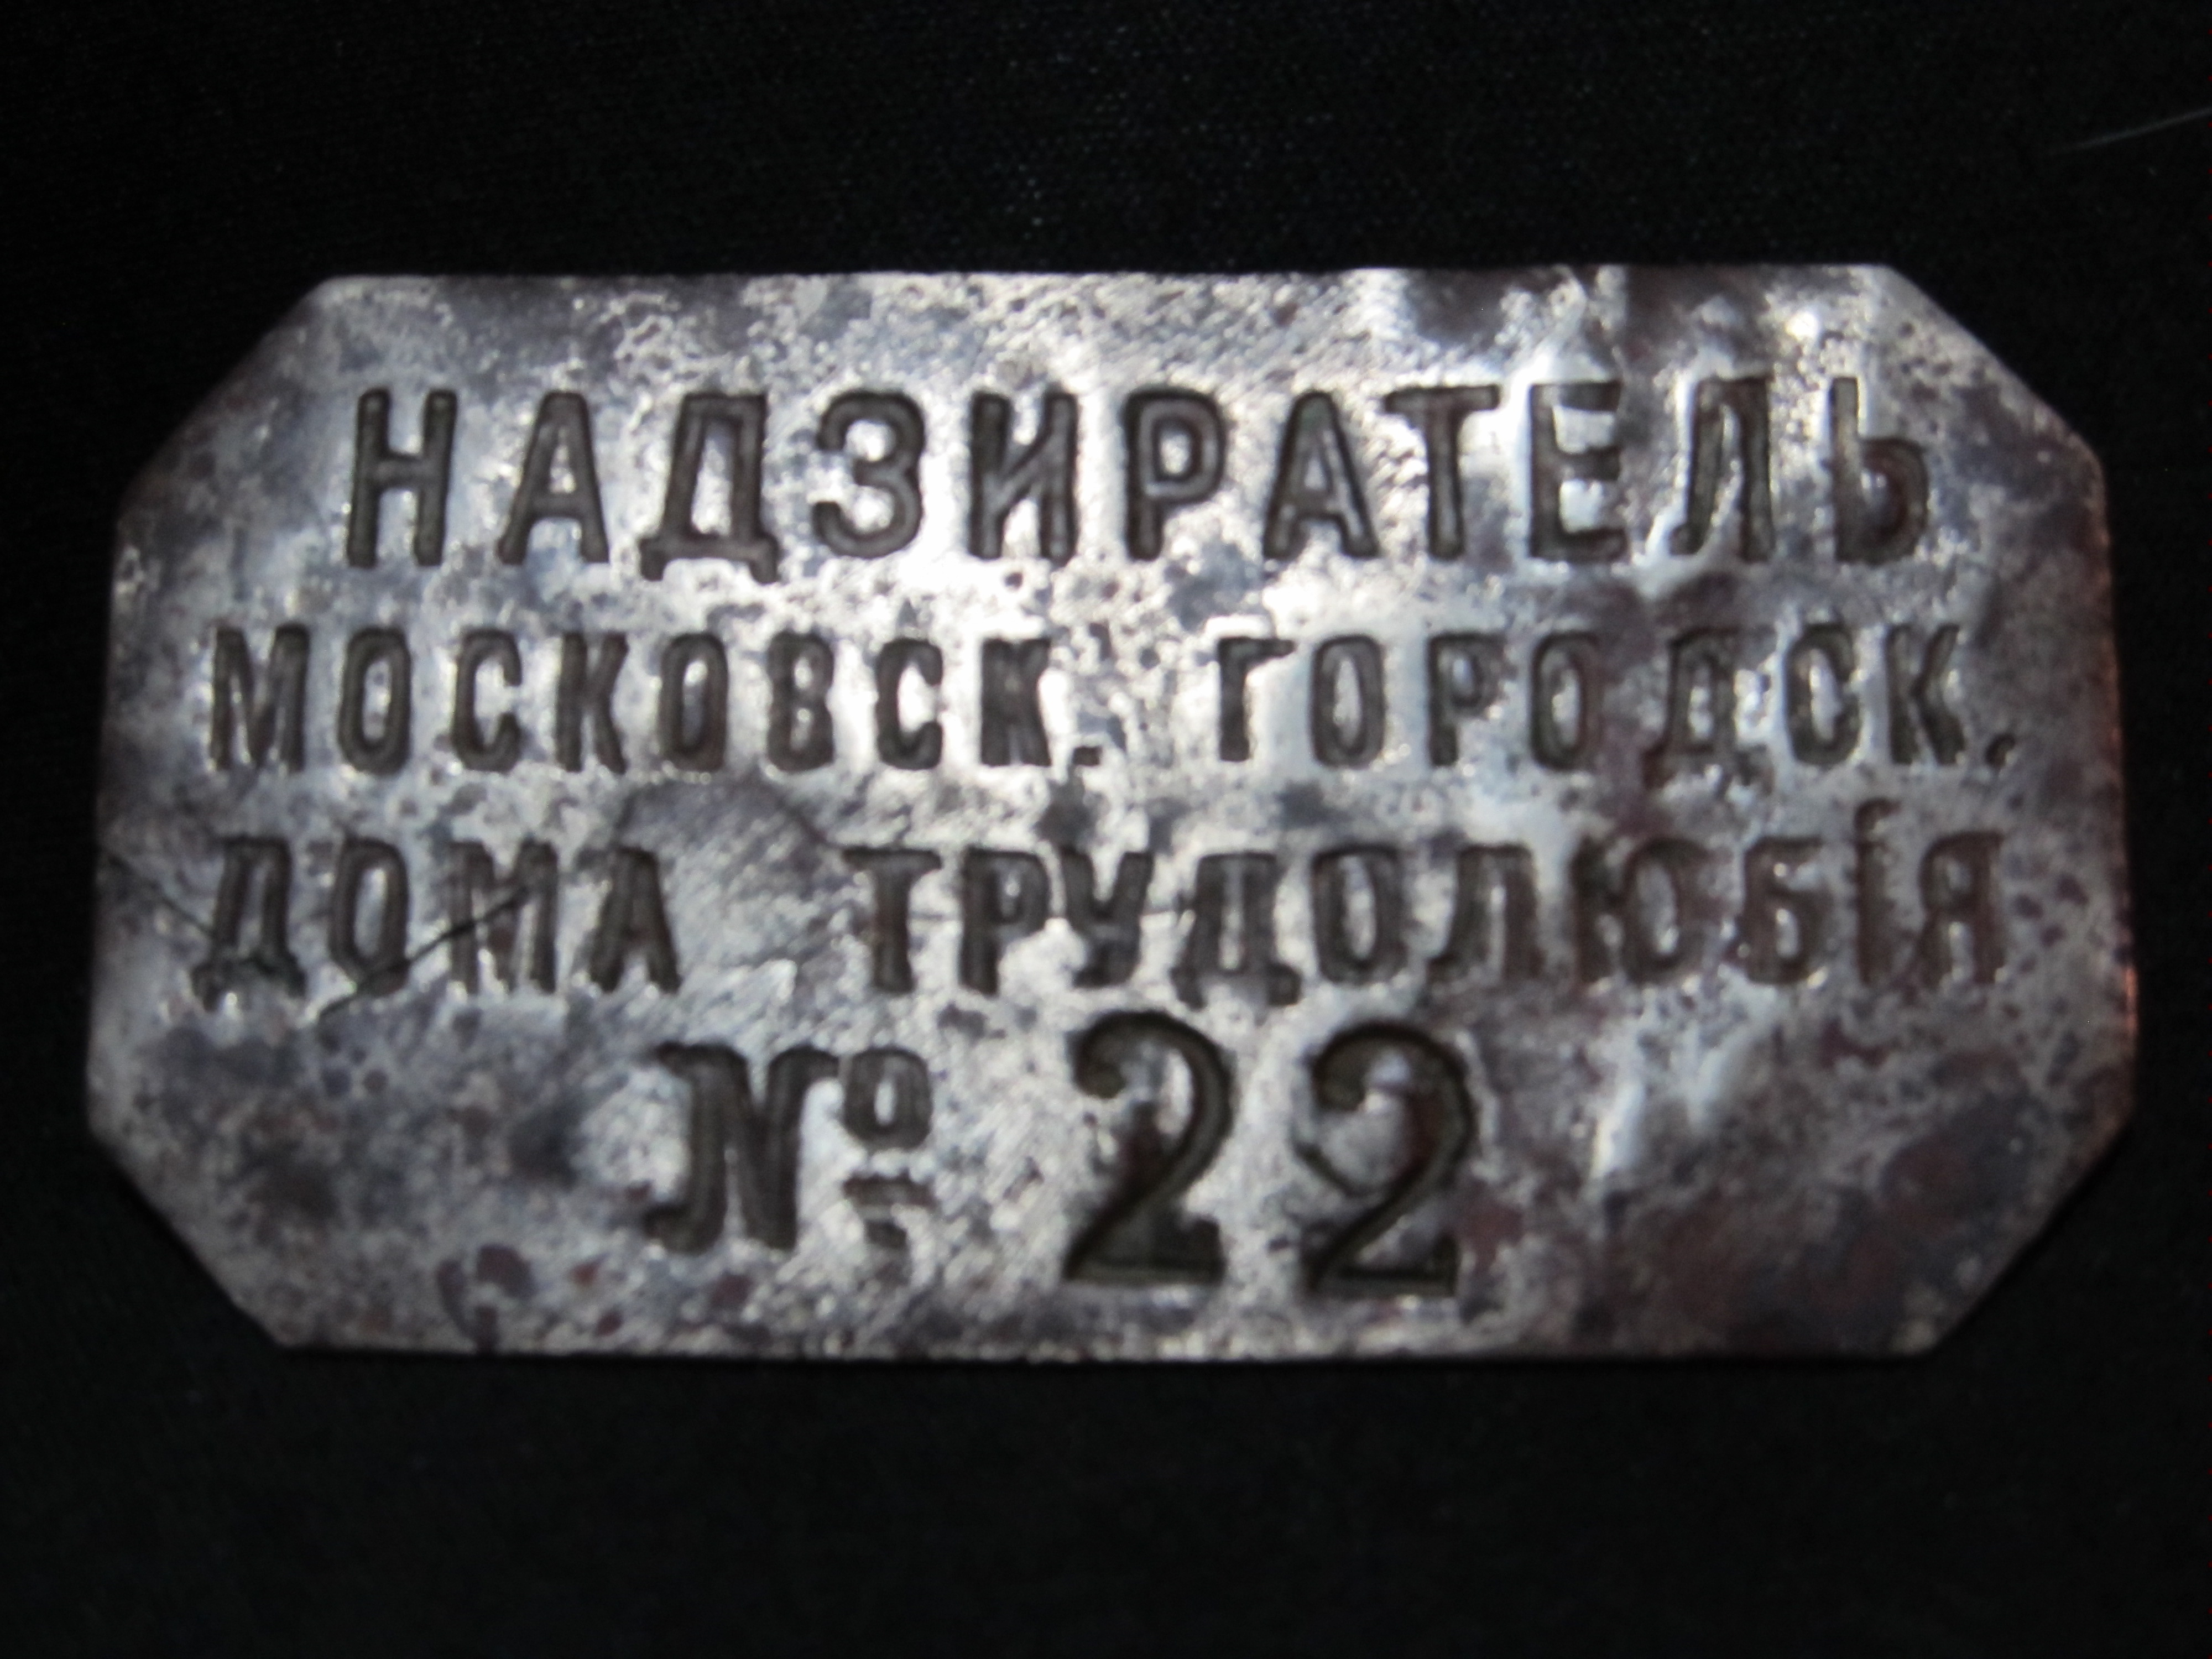 НАДЗИРАТЕЛЬ
МОСКОВСК. ГОРОДСК.
ДОМА ТРУДОЛЮБІЯ
№ 22